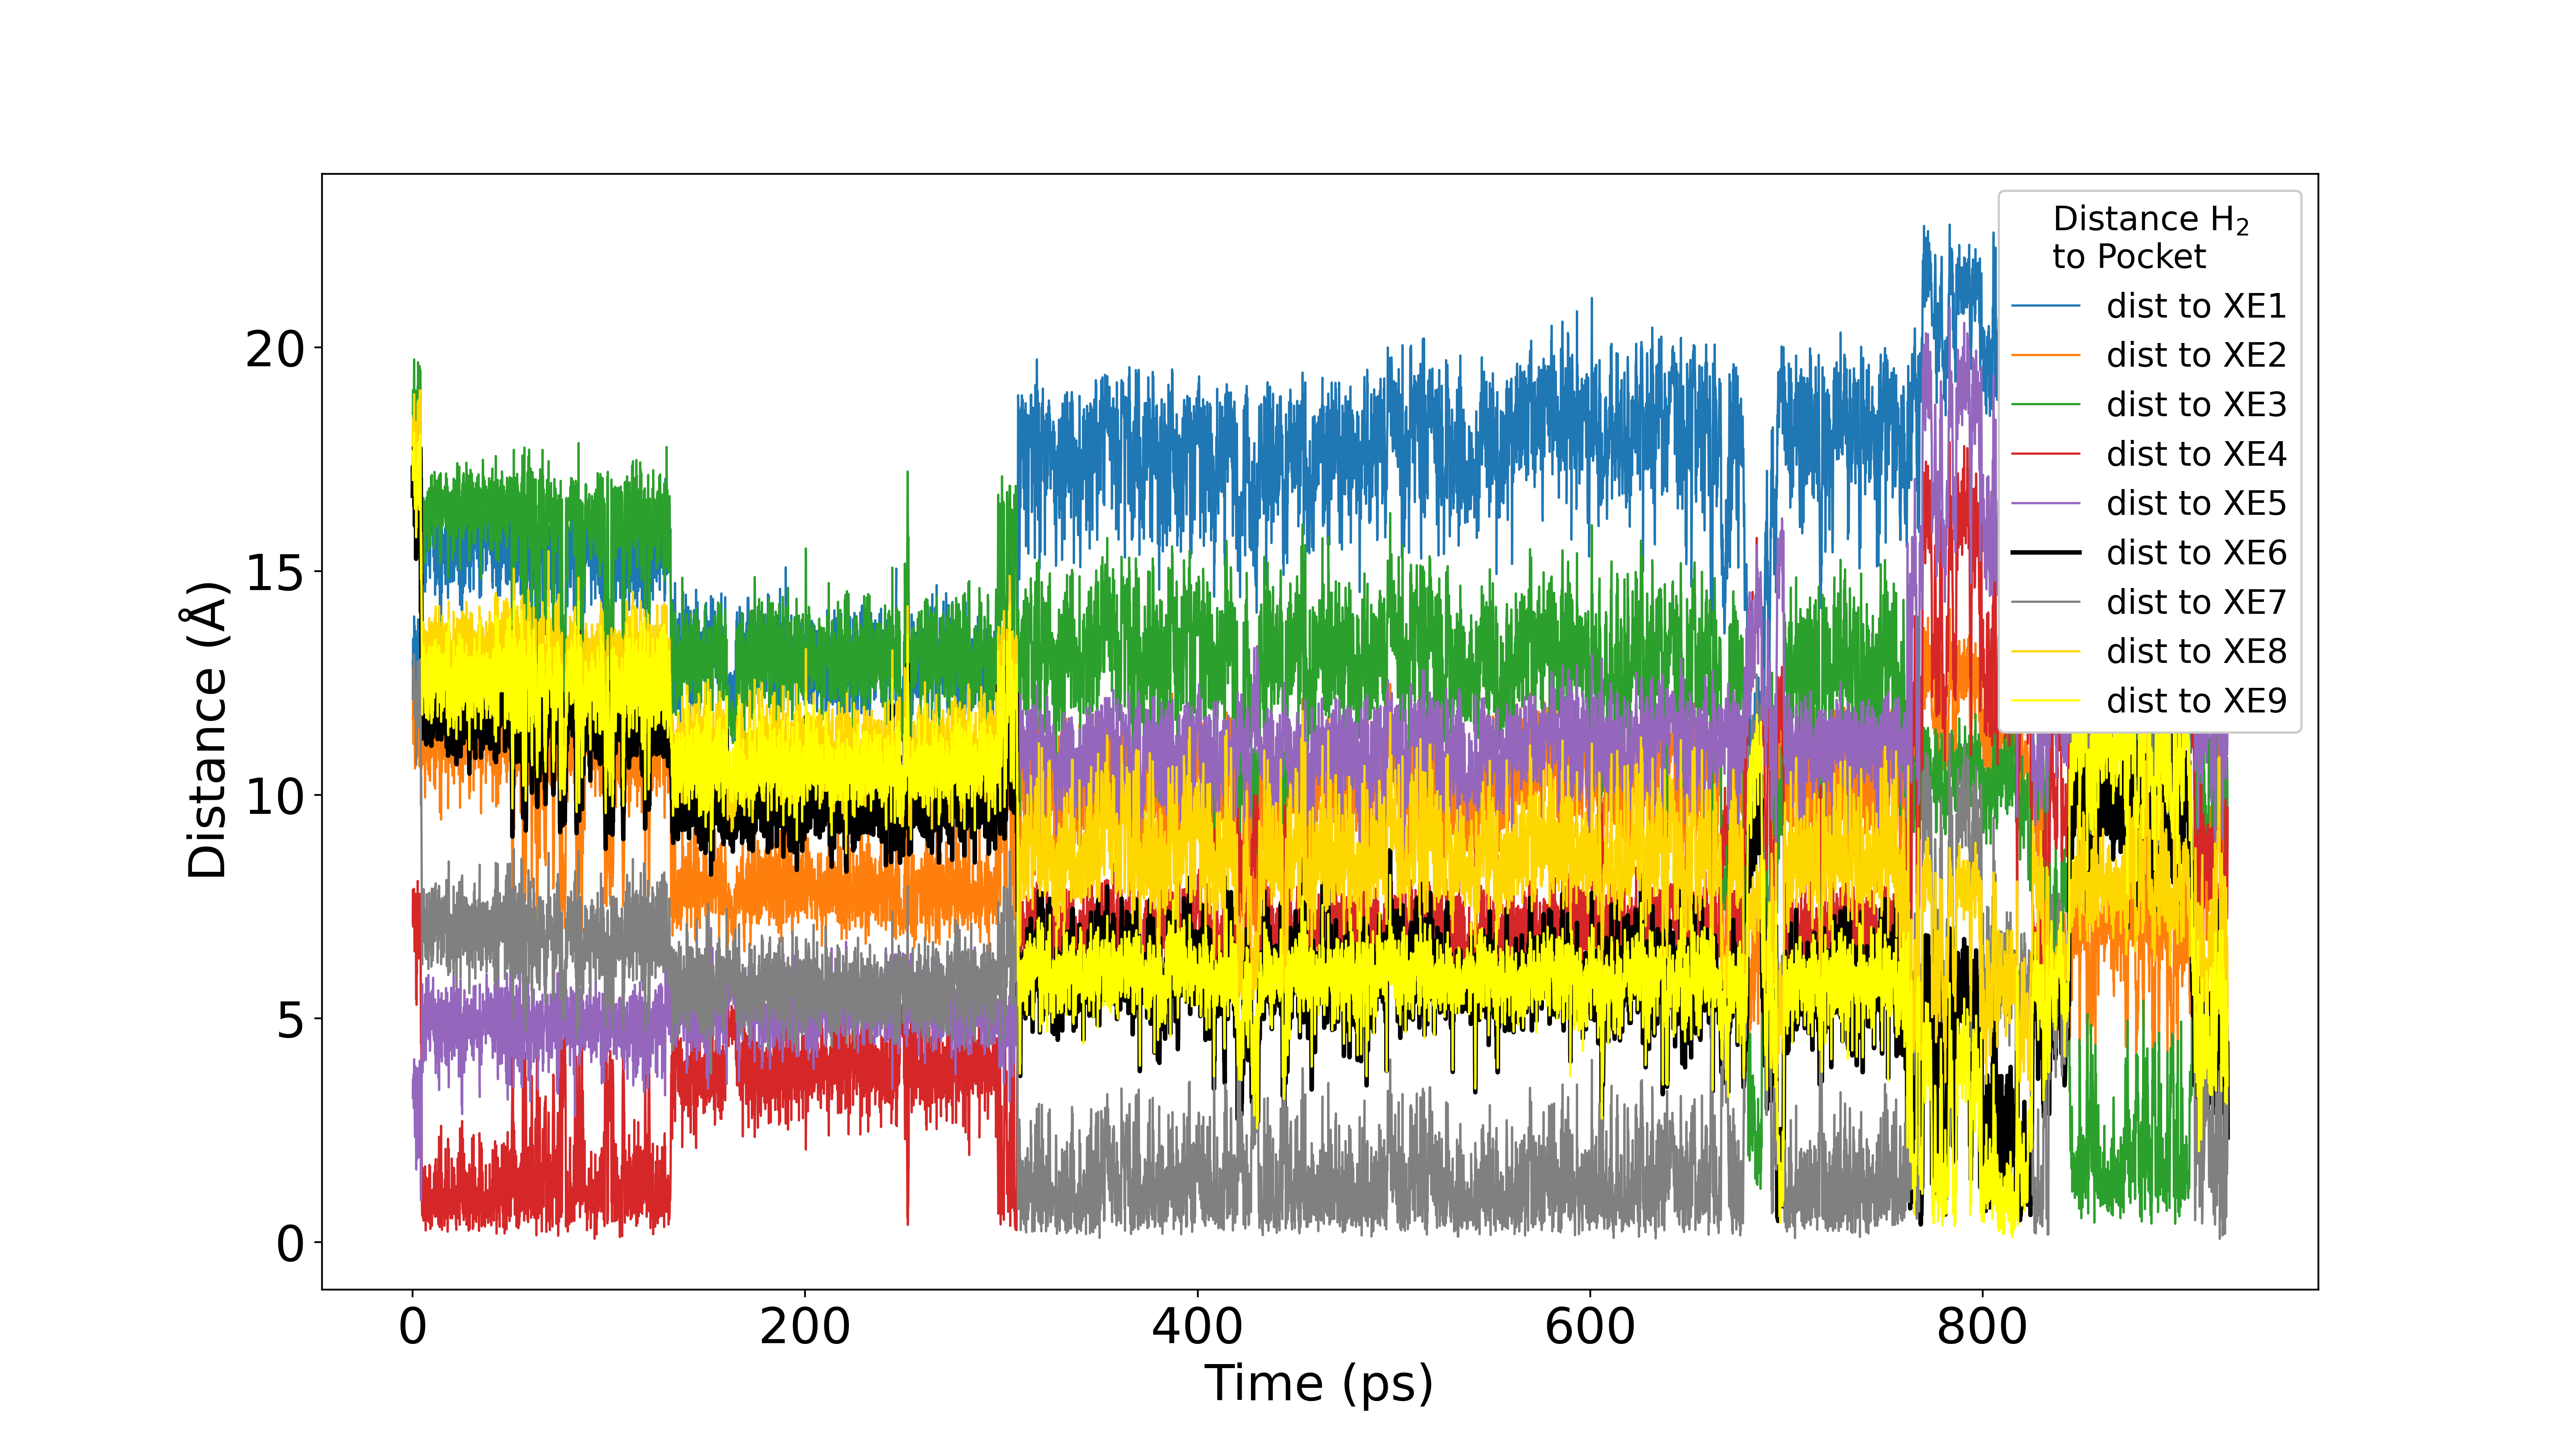 Distance H₂
to Pocket
dist to XE1
dist to XE2
dist to XE3
dist to XE4
dist to XE5
dist to XE6
dist to XE7
dist to XE8
dist to XE9
20
15
10
5
0
Distance (Å)
0 200 400 600 800
Time (ps)